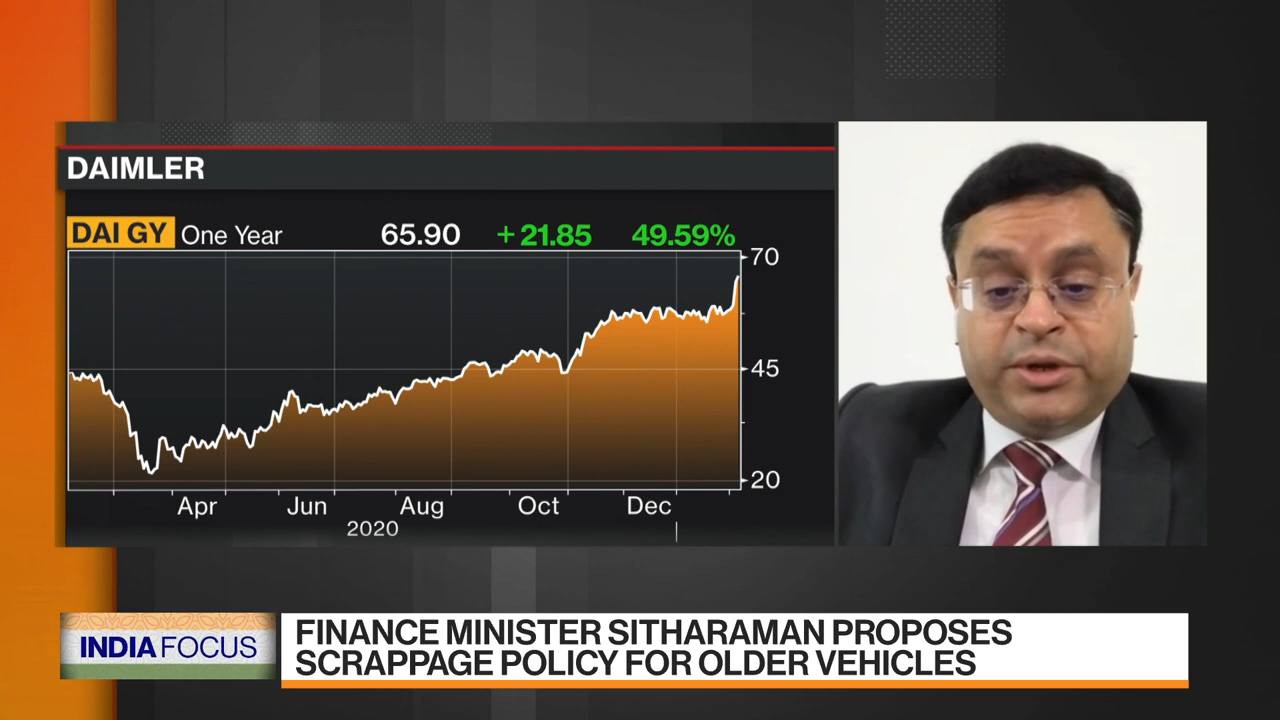 DAIMLER
DAI GY One Year 65.90 +21.85 49.59%
70
45
20
Apr Jun Aug Oct Dec
2020
INDIA FOCUS
FINANCE MINISTER SITHARAMAN PROPOSES
SCRAPPAGE POLICY FOR OLDER VEHICLES